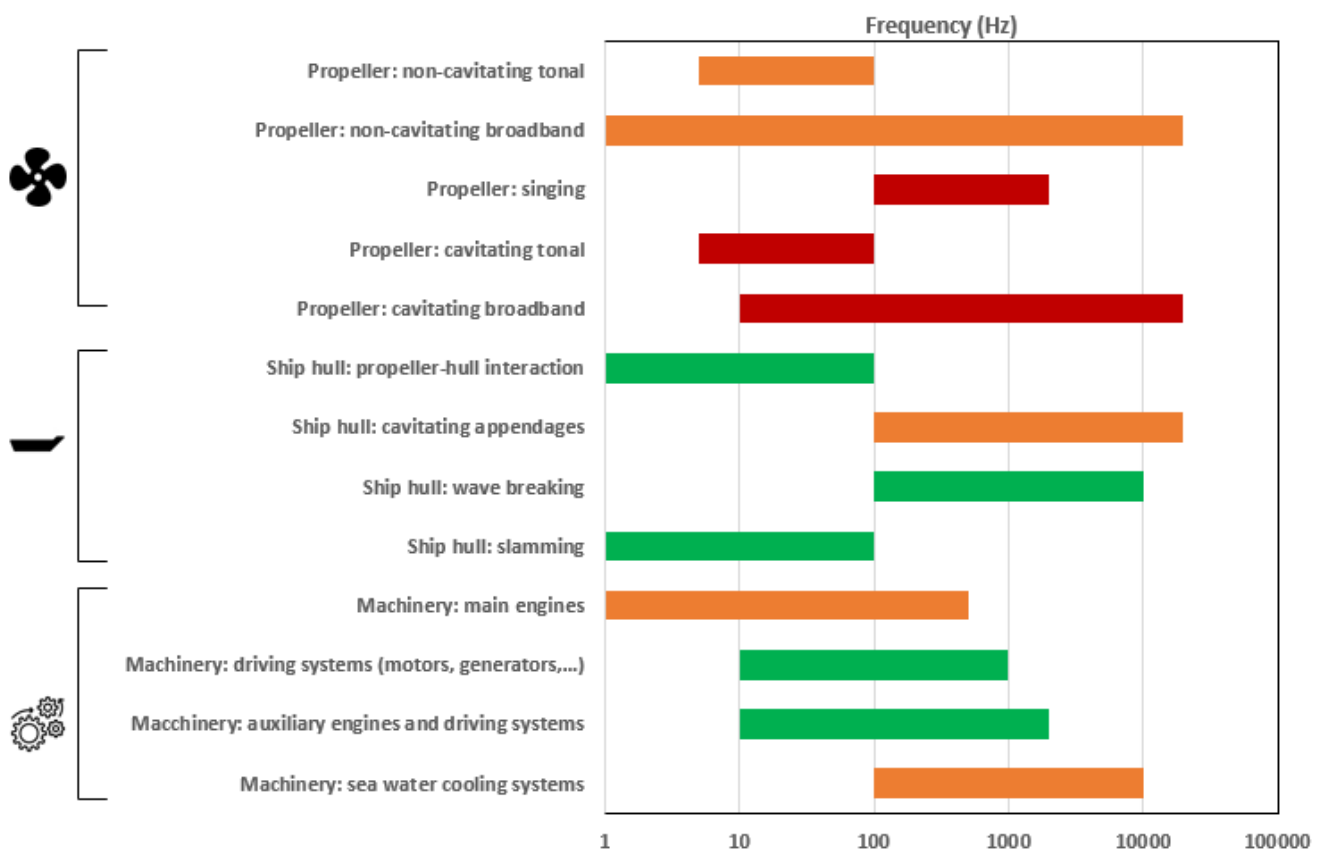 Frequency (Hz)
Propeller: non-cavitating tonal
Propeller: non-cavitating broadband
Propeller: singing
Propeller: cavitating tonal
Propeller: cavitating broadband
Ship hull: propeller-hull interaction
Ship hull: cavitating appendages
Ship hull: wave breaking
Ship hull: slamming
Machinery: main engines
Machinery: driving systems (motors, generators,...)
Macchinery: auxiliary engines and driving systems
Machinery: sea water cooling systems
1 10 100 1000 10000 100000